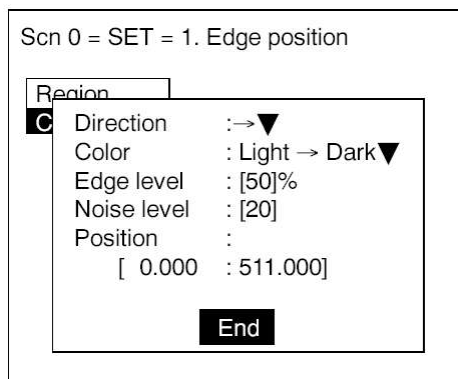 Scn 0 = SET = 1. Edge position
Region
C
Direction :→▼
Color : Light → Dark▼
Edge level : [50]%
Noise level : [20]
Position :
[ 0.000 : 511.000]
End